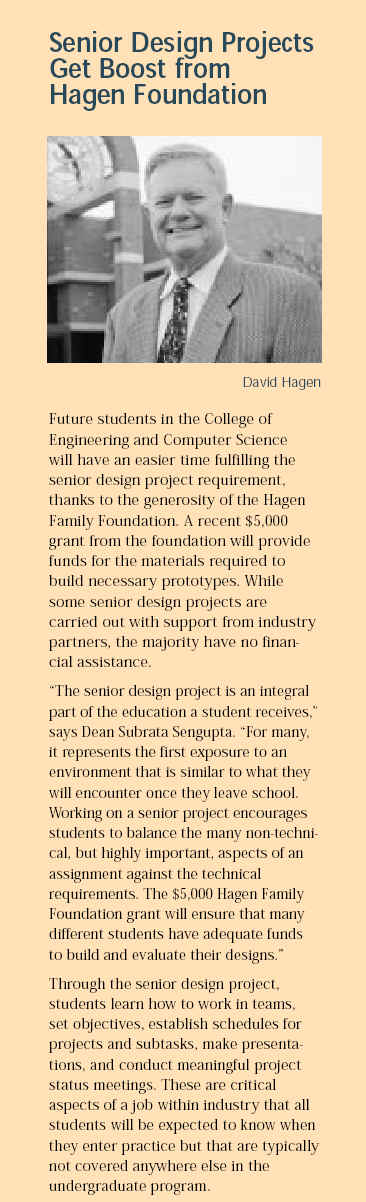 Senior Design Projects
Get Boost from
Hagen Foundation
David Hagen
Future students in the College of
Engineering and Computer Science
will have an easier time fulfilling the
senior design project requirement,
thanks to the generosity of the Hagen
Family Foundation. A recent $5,000
grant from the foundation will provide
funds for the materials required to
build necessary prototypes. While
some senior design projects are
carried out with support from industry
partners, the majority have no finan-
cial assistance.
“The senior design project is an integral
part of the education a student receives,”
says Dean Subrata Sengupta. “For many,
it represents the first exposure to an
environment that is similar to what they
will encounter once they leave school.
Working on a senior project encourages
students to balance the many non-techni-
cal, but highly important, aspects of an
assignment against the technical
requirements. The $5,000 Hagen Family
Foundation grant will ensure that many
different students have adequate funds
to build and evaluate their designs.”
Through the senior design project,
students learn how to work in teams,
set objectives, establish schedules for
projects and subtasks, make presenta-
tions, and conduct meaningful project
status meetings. These are critical
aspects of a job within industry that all
students will be expected to know when
they enter practice but that are typically
not covered anywhere else in the
undergraduate program.